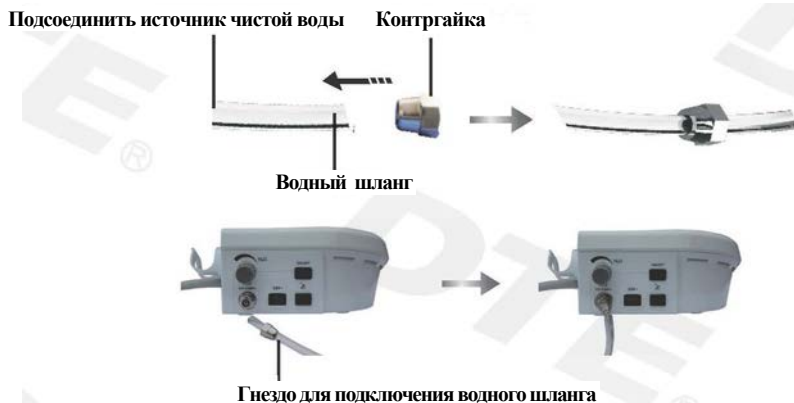 Подсоединить источник чистой воды Контргайка
Водный шланг
Гнездо для подключения водного шланга